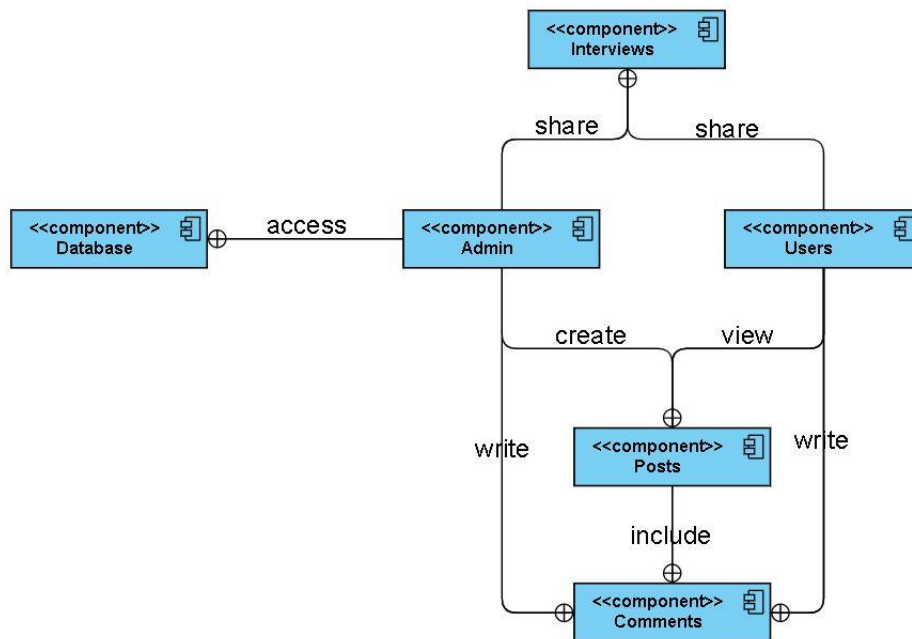 <<component>>
Interviews
share
share
<<component>>
Database
access
<<component>>
Admin
<<component>>
Users
create
view
write
<<component>>
Posts
write
include
<<component>>
Comments